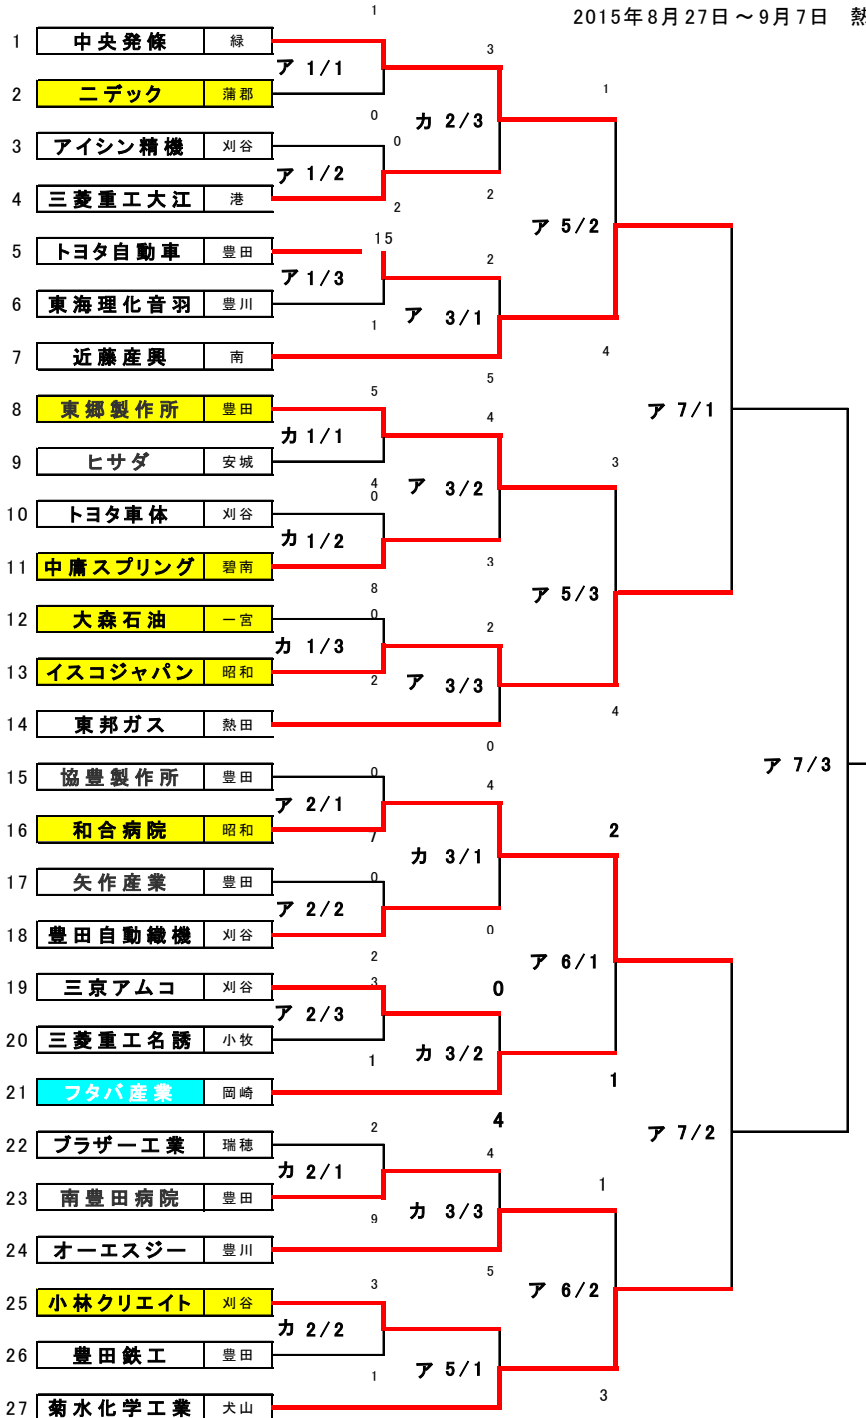 2015年8月27日～9月7日 熱
1 中央発條 緑
2 ニデック 蒲郡
3 アイシン精機 刈谷
4 三菱重工大江 港
5 トヨタ自動車 豊田
6 東海理化音羽 豊川
7 近藤産興 南
8 東郷製作所 豊田
9 ヒサダ 安城
10 トヨタ車体 刈谷
11 中庸スプリング 碧南
12 大森石油 一宮
13 イスコジャパン 昭和
14 東邦ガス 熱田
15 協豊製作所 豊田
16 和合病院 昭和
17 矢作産業 豊田
18 豊田自動織機 刈谷
19 三京アムコ 刈谷
20 三菱重工名誘 小牧
21 フタバ産業 岡崎
22 ブラザー工業 瑞穂
23 南豊田病院 豊田
24 オーエスジー 豊川
25 小林クリエイト 刈谷
26 豊田鉄工 豊田
27 菊水化学工業 犬山
1
ア 1/1
0
0
ア 1/2
2
15
ア 1/3
1
5
カ 1/1
4
0
カ 1/2
8
0
カ 1/3
2
0
ア 2/1
7
0
ア 2/2
2
3
ア 2/3
1
2
カ 2/1
9
3
カ 2/2
1
3
カ 2/3
2
2
ア 3/1
5
4
ア 3/2
3
2
ア 3/3
0
4
カ 3/1
0
0
カ 3/2
4
4
カ 3/3
5
ア 5/1
1
ア 5/2
4
3
ア 5/3
4
2
ア 6/1
1
1
ア 6/2
3
ア 7/1
ア 7/2
ア 7/3